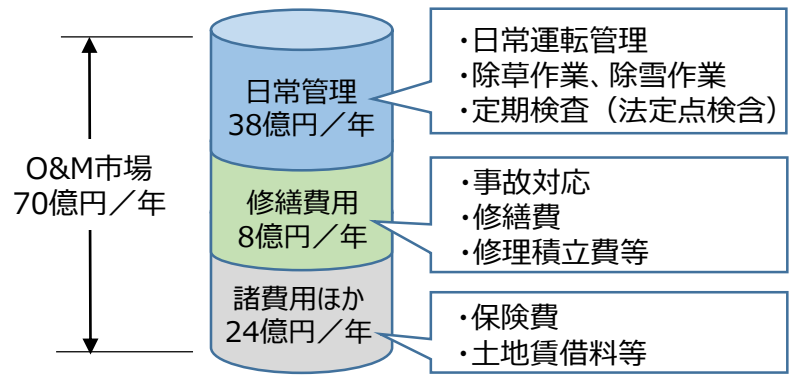 O&M市場
70億円／年
日常管理
38億円／年
修繕費用
8億円／年
諸費用ほか
24億円／年
・日常運転管理
・除草作業、除雪作業
・定期検査（法定点検含）
・事故対応
・修繕費
・修理積立費等
・保険費
・土地賃借料等